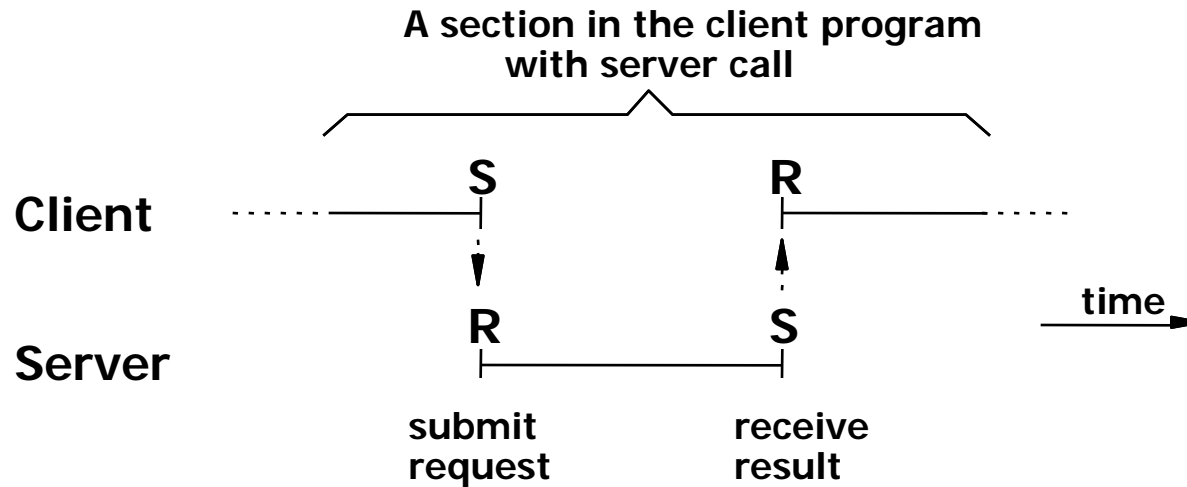 A section in the client program
with server call
S
R
Client
R
S
time
Server
submit
request
receive
result